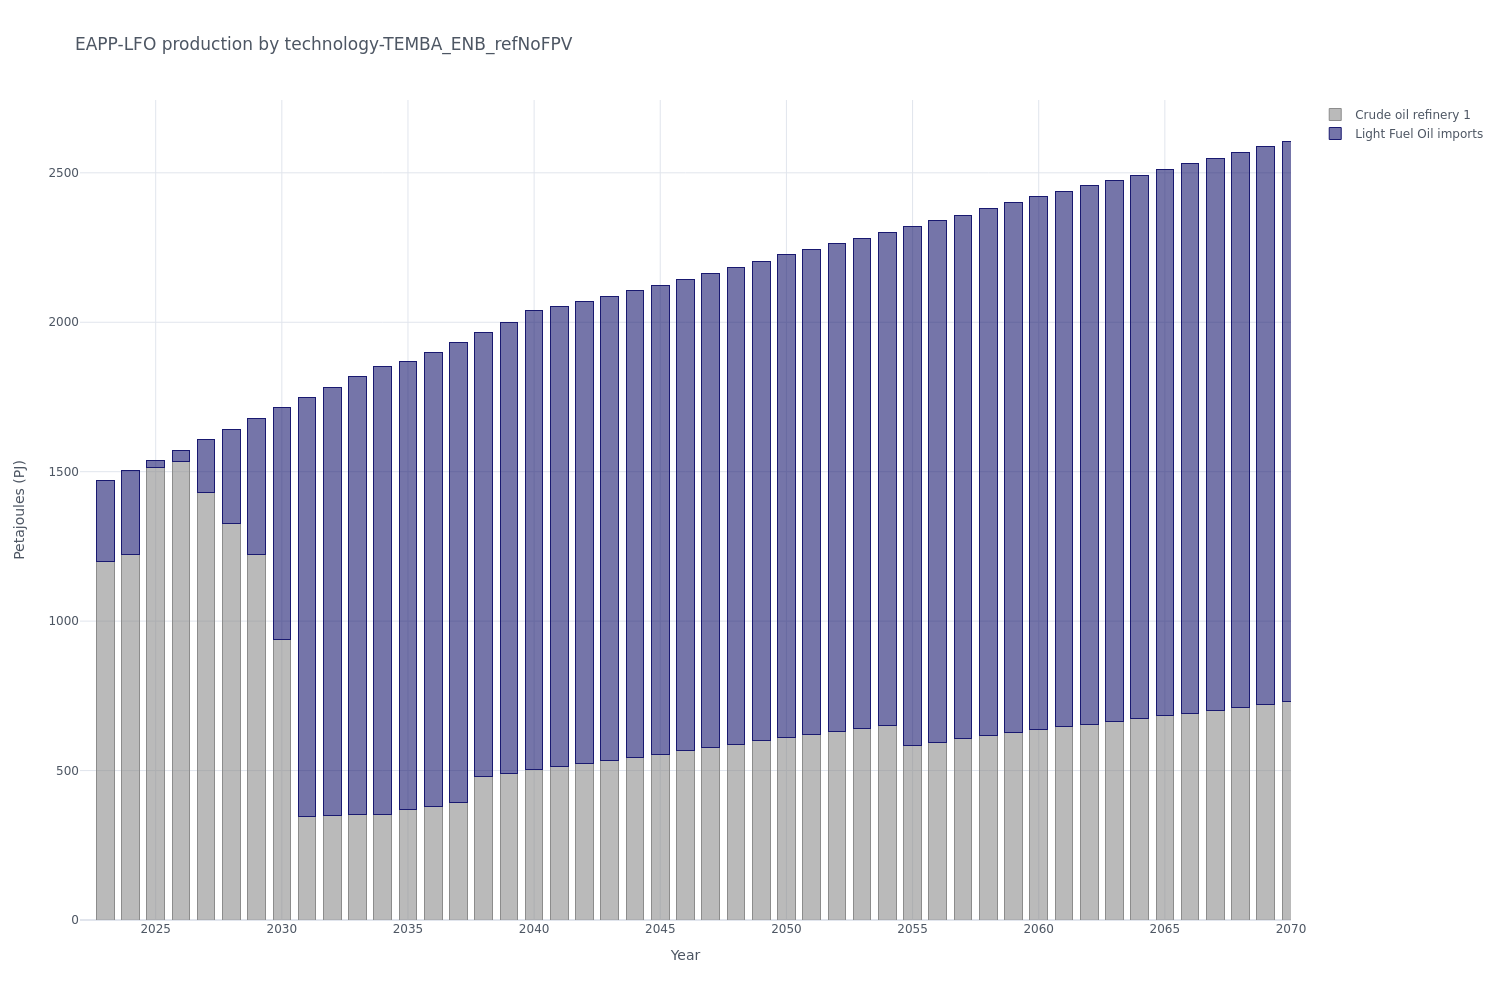 EAPP-LFO production by technology-TEMBA_ENB_refNoFPV
Crude oil refinery 1
Light Fuel Oil imports
Petajoules (PJ)
2500
2000
1500
1000
500
0
2025 2030 2035 2040 2045 2050 2055 2060 2065 2070
Year